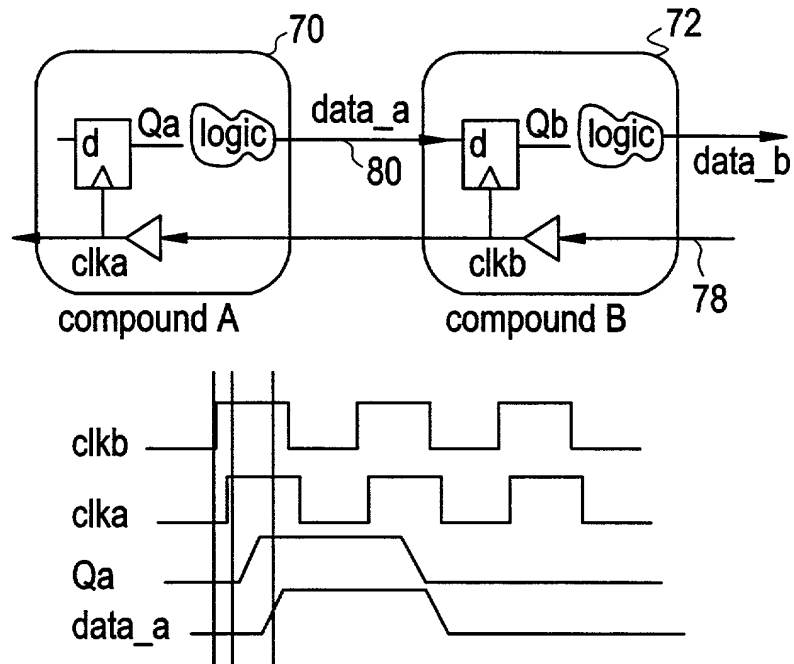 70
72
d
Qa
logic
data_a
80
d
Qb
logic
data_b
clka
clkb
78
compound A
compound B
clkb
clka
Qa
data_a